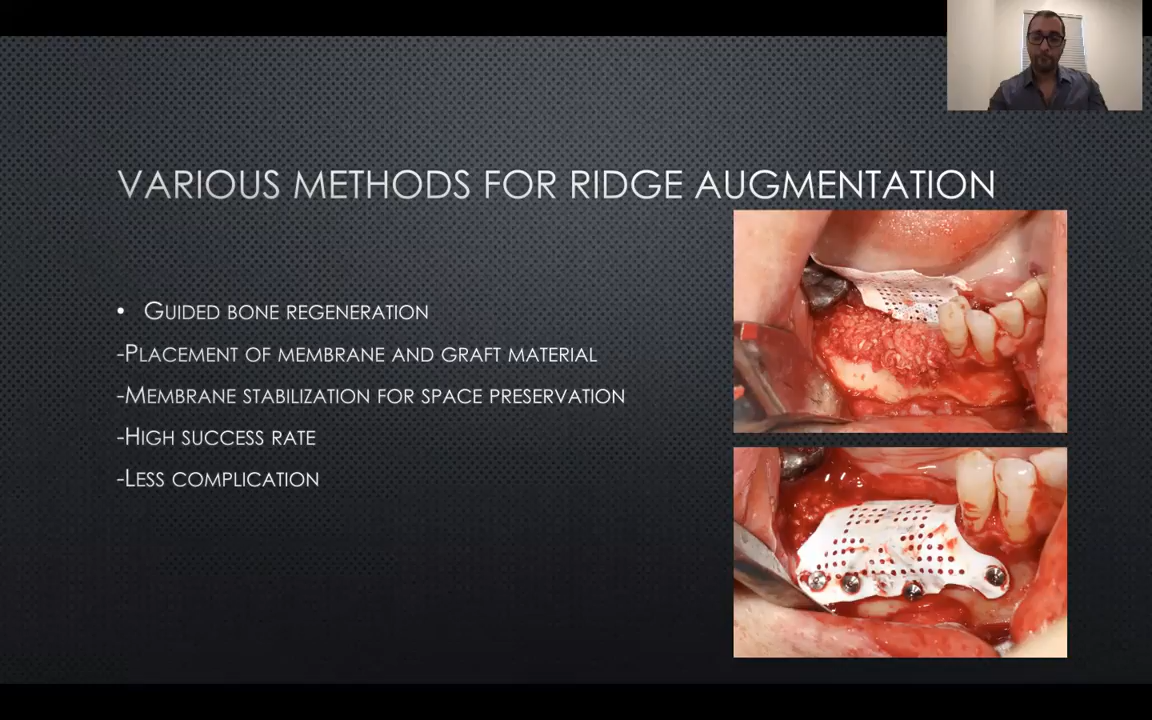 VARIOUS METHODS FOR RIDGE AUGMENTATION
• GUIDED BONE REGENERATION
-PLACEMENT OF MEMBRANE AND GRAFT MATERIAL
-MEMBRANE STABILIZATION FOR SPACE PRESERVATION
-HIGH SUCCESS RATE
-LESS COMPLICATION